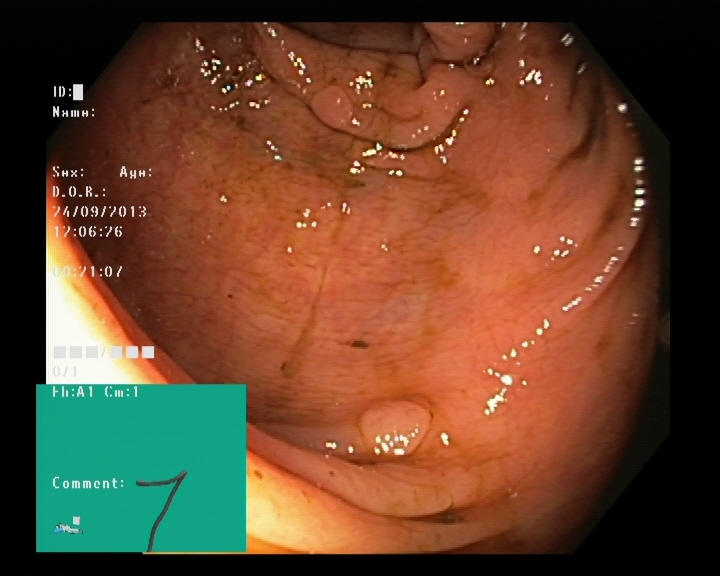 ID:
Name:
Sex: Age:
D.O.B.:
24/09/2013
12:06:26
00:21:07
0/1
Eh:A1 Cm:1
Comment: